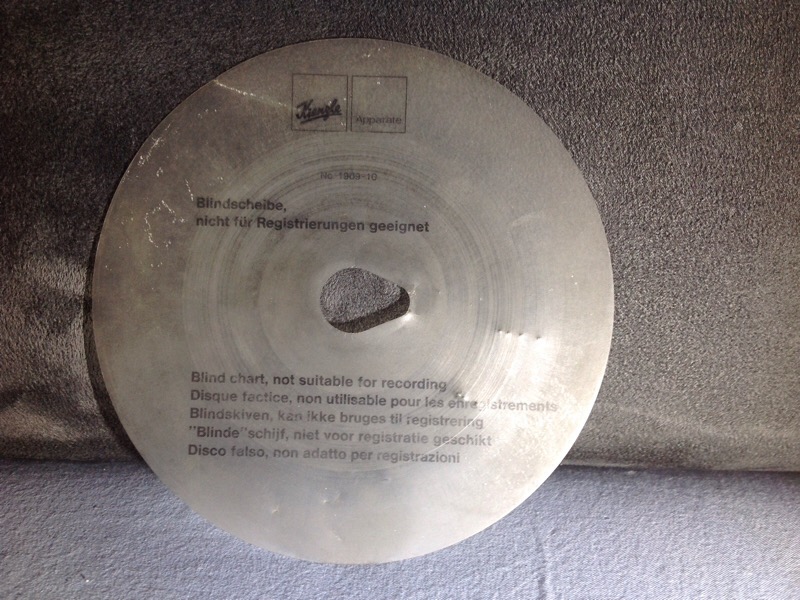 Kienzle
Apparate
No. 1909-10
Blindscheibe,
nicht für Registrierungen geeignet
Blind chart, not suitable for recording
Disque factice, non utilisable pour les enregistrements
Blindskiven, kan ikke bruges til registrering
"Blinde"schijf, niet voor registratie geschikt
Disco falso, non adatto per registrazioni